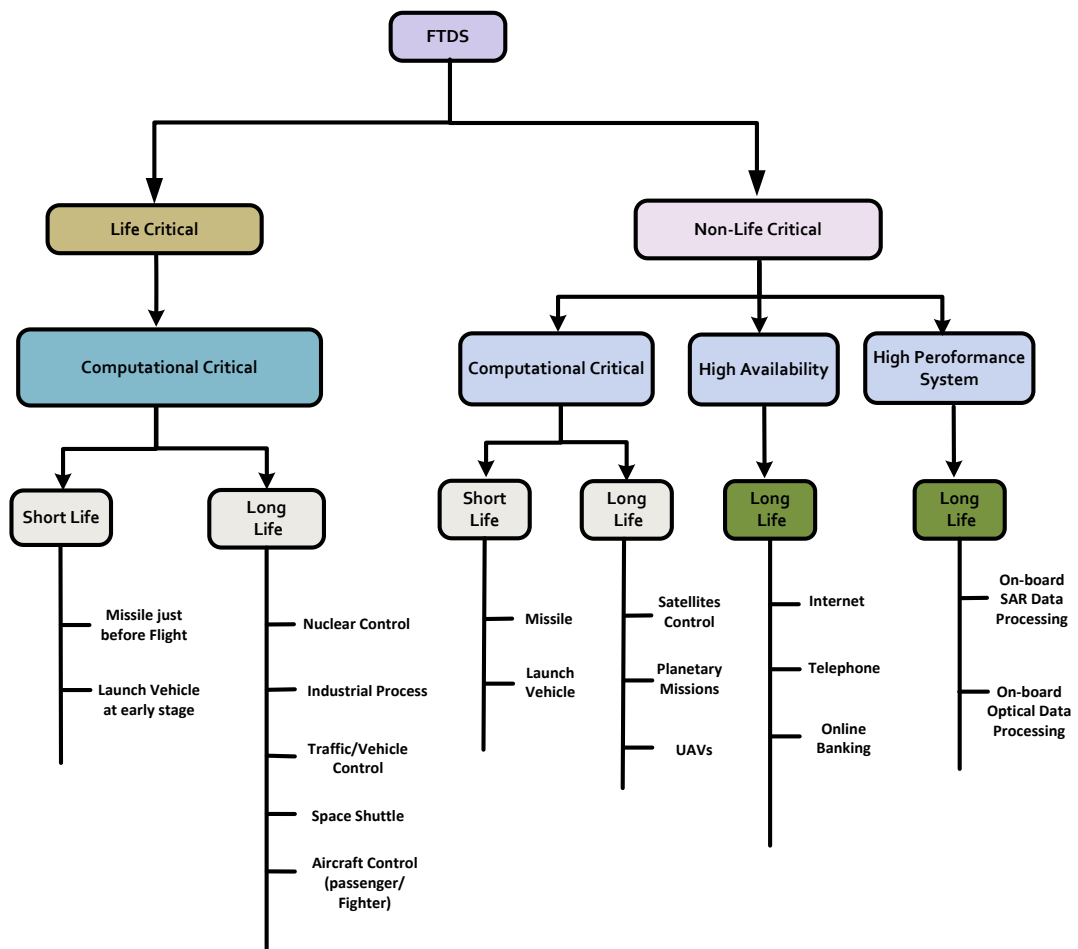 FTDS
Life Critical
Non-Life Critical
Computational Critical
Computational Critical
High Availability
High Peroformance
System
Short Life
Long
Life
Short
Life
Long
Life
Long
Life
Long
Life
Missile just
before Flight
Launch Vehicle
at early stage
Nuclear Control
Industrial Process
Traffic/Vehicle
Control
Space Shuttle
Aircraft Control
(passenger/
Fighter)
Missile
Launch
Vehicle
Satellites
Control
Planetary
Missions
UAVs
Internet
Telephone
Online
Banking
On-board
SAR Data
Processing
On-board
Optical Data
Processing